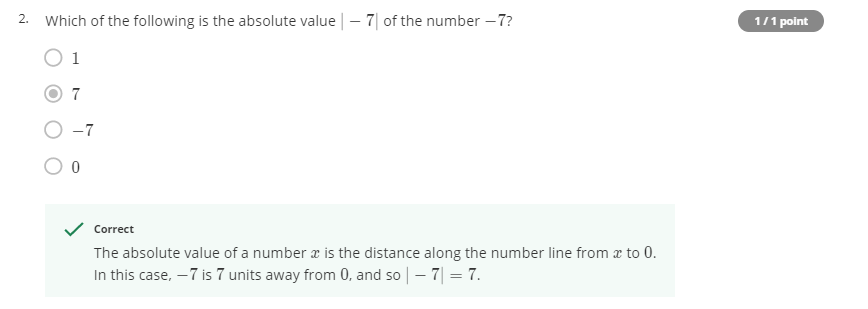 2. Which of the following is the absolute value | − 7| of the number −7?
1 / 1 point
1
7
−7
0
Correct
The absolute value of a number x is the distance along the number line from x to 0.
In this case, −7 is 7 units away from 0, and so | − 7| = 7.